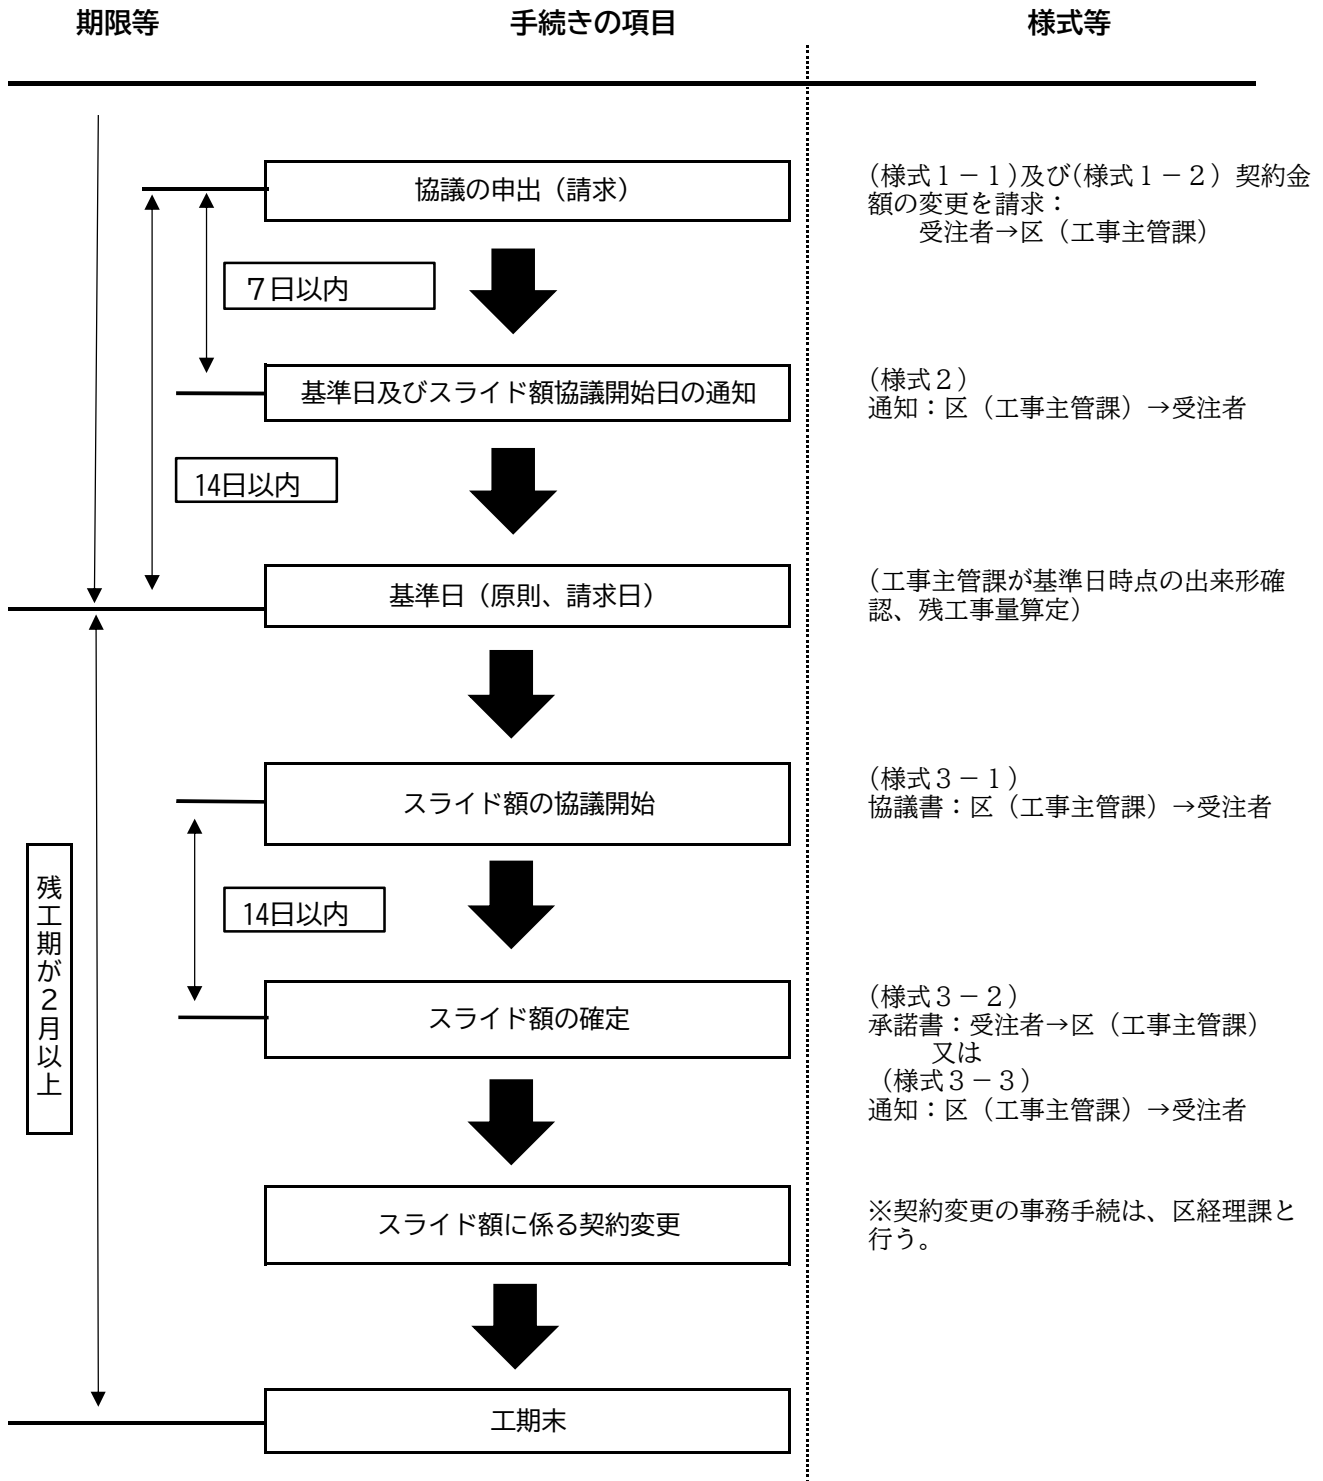 期限等
手続きの項目
様式等
協議の申出（請求）
(様式１－１)及び(様式１－２）契約金
額の変更を請求：
受注者→区（工事主管課）
７日以内
基準日及びスライド額協議開始日の通知
（様式２）
通知：区（工事主管課）→受注者
14日以内
基準日（原則、請求日）
（工事主管課が基準日時点の出来形確
認、残工事量算定）
スライド額の協議開始
（様式３－１）
協議書：区（工事主管課）→受注者
14日以内
残工期が２月以上
スライド額の確定
（様式３－２）
承諾書：受注者→区（工事主管課）
又は
（様式３－３）
通知：区（工事主管課）→受注者
スライド額に係る契約変更
※契約変更の事務手続は、区経理課と
行う。
工期末